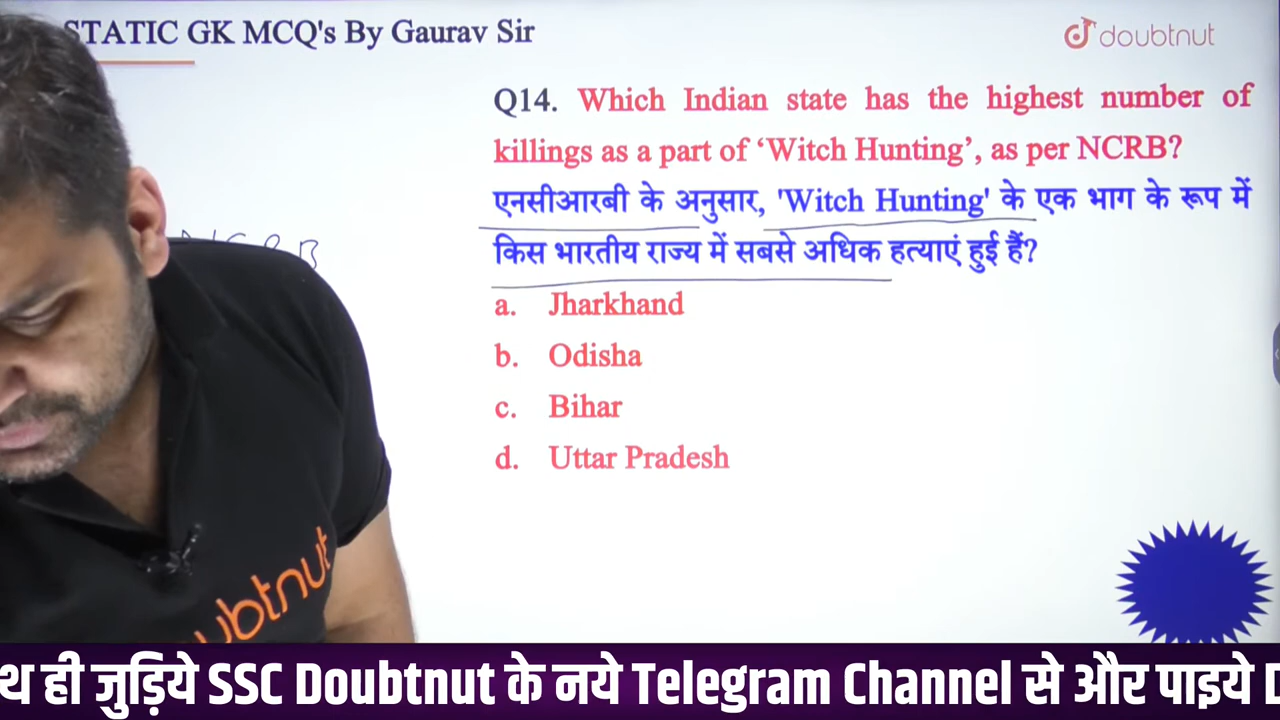 STATIC GK MCQ's By Gaurav Sir
doubtnut
Q14. Which Indian state has the highest number of
killings as a part of ‘Witch Hunting’, as per NCRB?
एनसीआरबी के अनुसार, 'Witch Hunting' के एक भाग के रूप में
किस भारतीय राज्य में सबसे अधिक हत्याएं हुई हैं?
NCRB
a. Jharkhand
b. Odisha
c. Bihar
d. Uttar Pradesh
doubtnut
थ ही जुड़िये SSC Doubtnut के नये Telegram Channel से और पाइये D